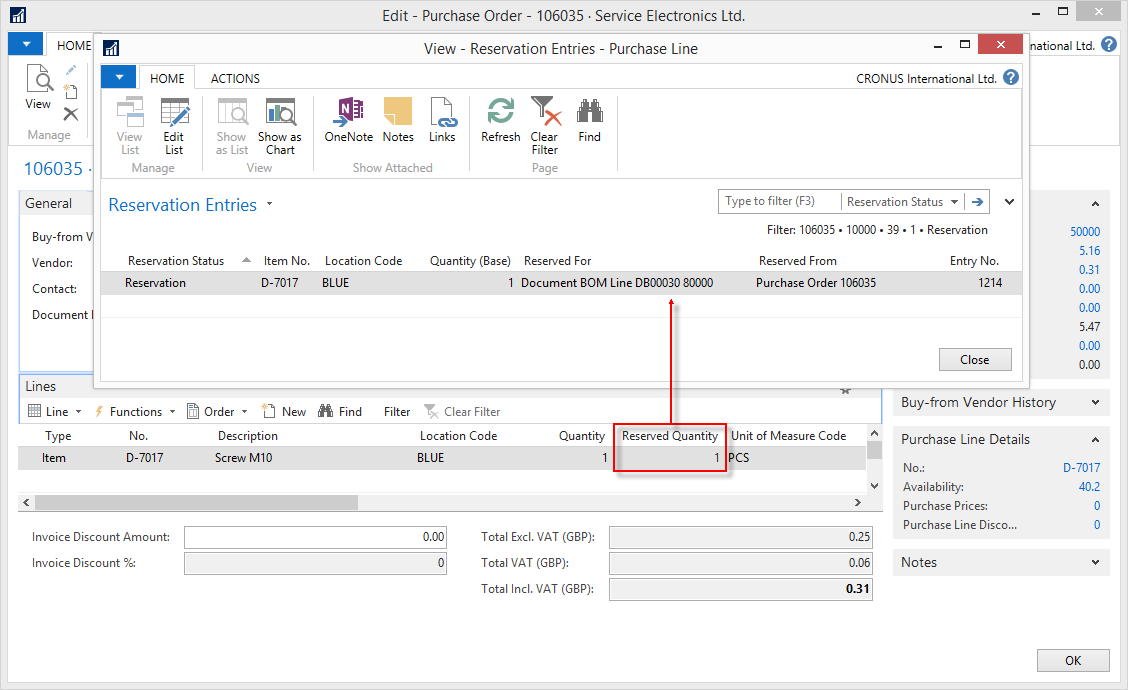 Edit - Purchase Order - 106035 · Service Electronics Ltd.
HOME
national Ltd.
View
Manage
106035 ·
General
Buy-from V
Vendor:
Contact:
Document
50000
5.16
0.31
0.00
0.00
5.47
0.00
0.00
View - Reservation Entries - Purchase Line
HOME ACTIONS
CRONUS International Ltd.
View List
Edit List
Show as List
Show as Chart
OneNote
Notes
Links
Refresh
Clear Filter
Find
Manage View Show Attached Page
Reservation Entries
Type to filter (F3) Reservation Status
Filter: 106035 • 10000 • 39 • 1 • Reservation
Reservation Status Item No. Location Code Quantity (Base) Reserved For Reserved From Entry No.
Reservation D-7017 BLUE 1 Document BOM Line DB00030 80000 Purchase Order 106035 1214
Close
Lines
Line Functions Order New Find Filter Clear Filter
Type No. Description Location Code Quantity Reserved Quantity Unit of Measure Code
Item D-7017 Screw M10 BLUE 1 1 PCS
Invoice Discount Amount: 0.00
Invoice Discount %: 0
Total Excl. VAT (GBP): 0.25
Total VAT (GBP): 0.06
Total Incl. VAT (GBP): 0.31
Buy-from Vendor History
Purchase Line Details
No.: D-7017
Availability: 40.2
Purchase Prices: 0
Purchase Line Disco... 0
Notes
OK